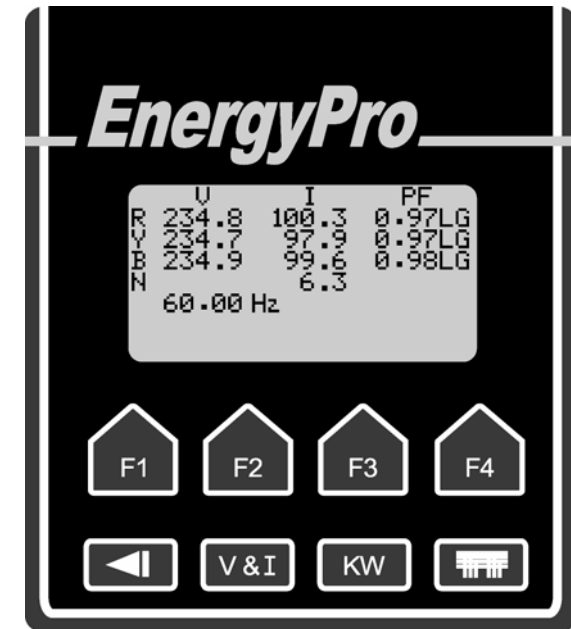 EnergyPro
V I PF
R 234.8 100.3 0.97LG
Y 234.7 97.9 0.97LG
B 234.9 99.6 0.98LG
N 6.3
60.00 Hz
F1 F2 F3 F4
V & I KW